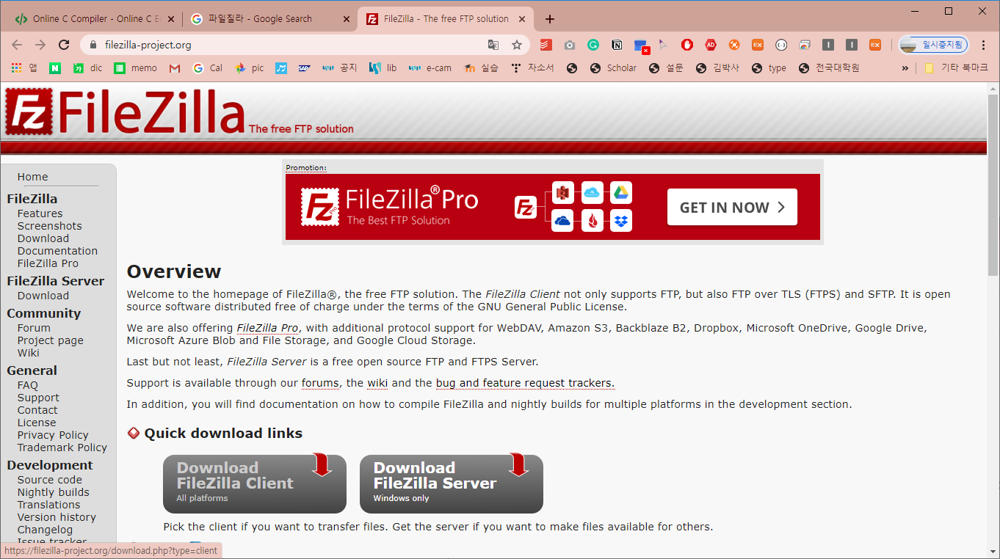 Online C Compiler - Online C E
파일질라 - Google Search
FileZilla - The free FTP solution
filezilla-project.org
일시중지됨
앱
dic
memo
Cal
pic
공지
lib
e-cam
실습
자소서
Scholar
설문
김박사
type
전국대학원
»
기타 북마크
FileZilla The free FTP solution
Promotion:
FileZilla® Pro
The Best FTP Solution
GET IN NOW
Home
FileZilla
Features
Screenshots
Download
Documentation
FileZilla Pro
FileZilla Server
Download
Community
Forum
Project page
Wiki
General
FAQ
Support
Contact
License
Privacy Policy
Trademark Policy
Development
Source code
Nightly builds
Translations
Version history
Changelog
Issue tracker
Overview
Welcome to the homepage of FileZilla®, the free FTP solution. The FileZilla Client not only supports FTP, but also FTP over TLS (FTPS) and SFTP. It is open
source software distributed free of charge under the terms of the GNU General Public License.
We are also offering FileZilla Pro, with additional protocol support for WebDAV, Amazon S3, Backblaze B2, Dropbox, Microsoft OneDrive, Google Drive,
Microsoft Azure Blob and File Storage, and Google Cloud Storage.
Last but not least, FileZilla Server is a free open source FTP and FTPS Server.
Support is available through our forums, the wiki and the bug and feature request trackers.
In addition, you will find documentation on how to compile FileZilla and nightly builds for multiple platforms in the development section.
Quick download links
Download
FileZilla Client
All platforms
Download
FileZilla Server
Windows only
Pick the client if you want to transfer files. Get the server if you want to make files available for others.
https://filezilla-project.org/download.php?type=client